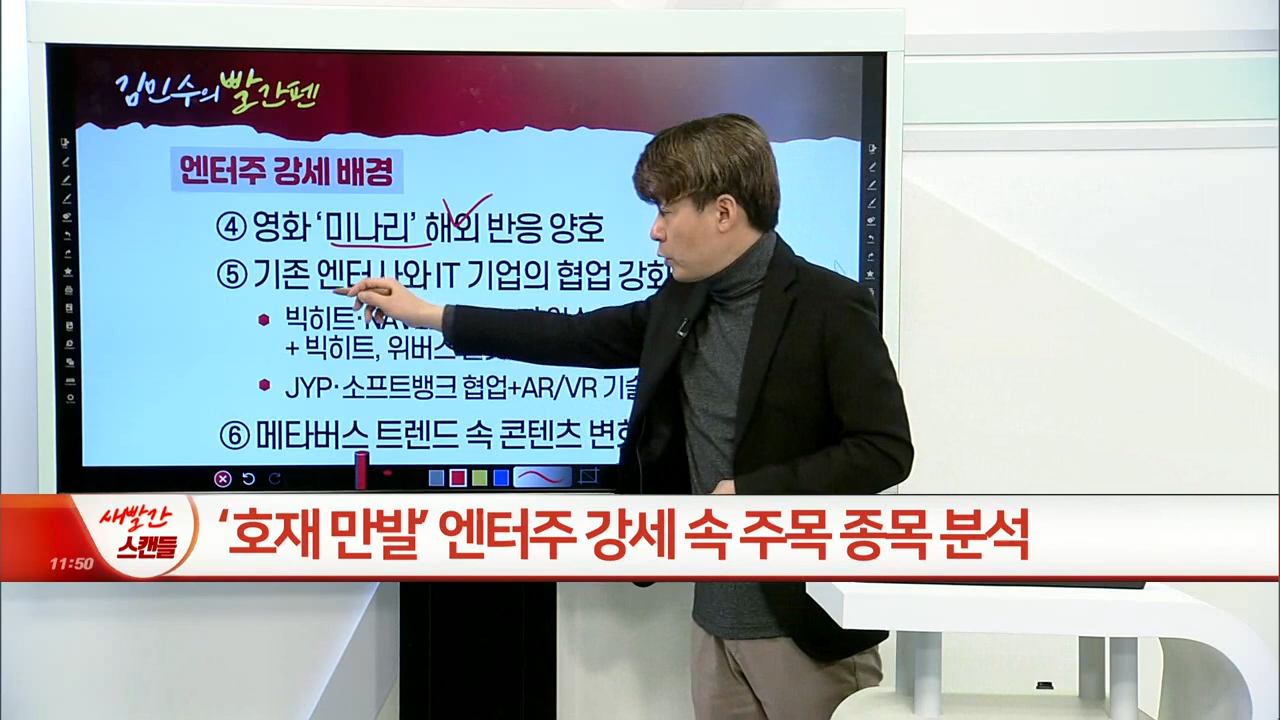 김민수의 빨간펜
엔터주 강세 배경
④ 영화 ‘미나리’ 해외 반응 양호
⑤ 기존 엔터사와 IT 기업의 협업 강화
빅히트·NAVER
+ 빅히트, 위버스
JYP·소프트뱅크 협업+AR/VR 기술
⑥ 메타버스 트렌드 속 콘텐츠 변화
새빨간
스캔들
11:50
‘호재 만발’ 엔터주 강세 속 주목 종목 분석